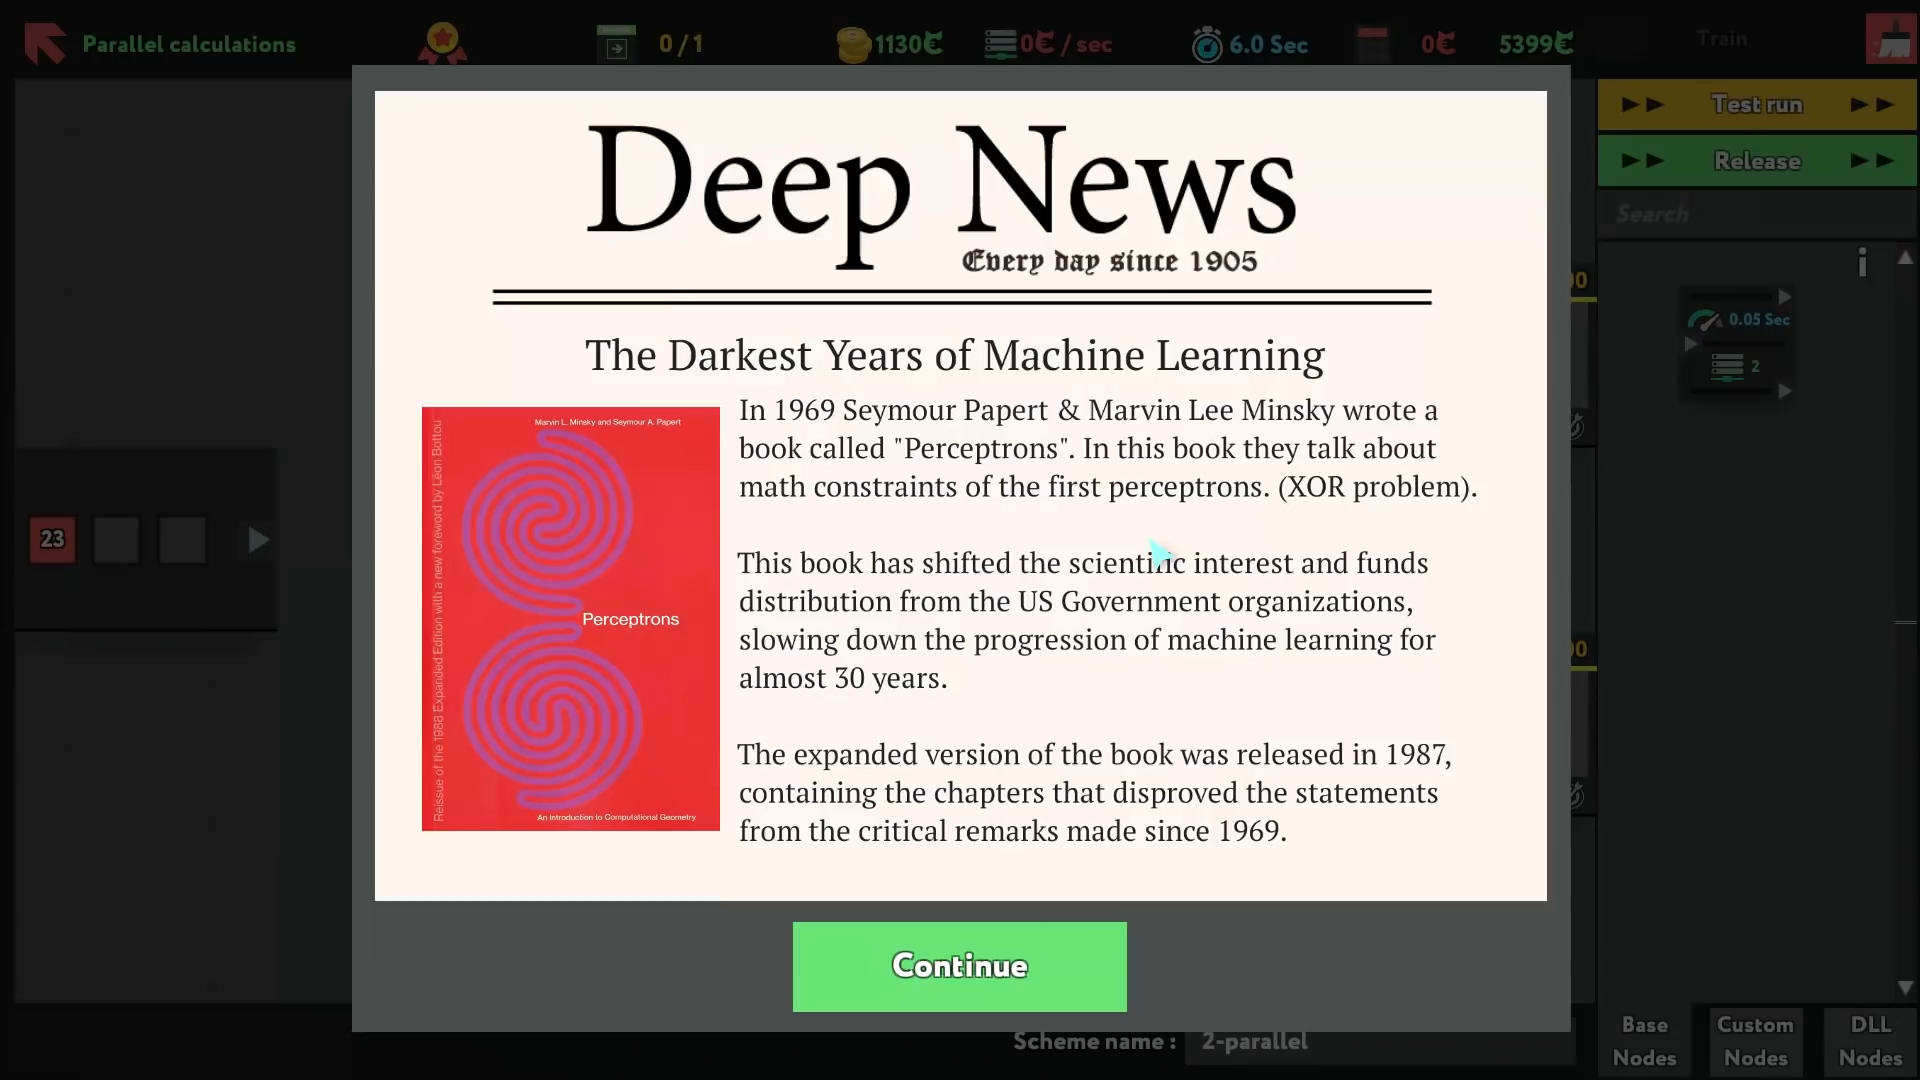 Parallel calculations
0 / 1
1130€
0€ / sec
6.0 Sec
0€
5399€
Train
Test run
Release
Search
0.05 Sec
2
23
Deep News
Every day since 1905
The Darkest Years of Machine Learning
Marvin L. Minsky and Seymour A. Papert
Reissue of the 1988 Expanded Edition with a new foreword by Léon Bottou
Perceptrons
An Introduction to Computational Geometry
In 1969 Seymour Papert & Marvin Lee Minsky wrote a
book called "Perceptrons". In this book they talk about
math constraints of the first perceptrons. (XOR problem).
This book has shifted the scientific interest and funds
distribution from the US Government organizations,
slowing down the progression of machine learning for
almost 30 years.
The expanded version of the book was released in 1987,
containing the chapters that disproved the statements
from the critical remarks made since 1969.
Continue
Scheme name :
2-parallel
Base
Nodes
Custom
Nodes
DLL
Nodes